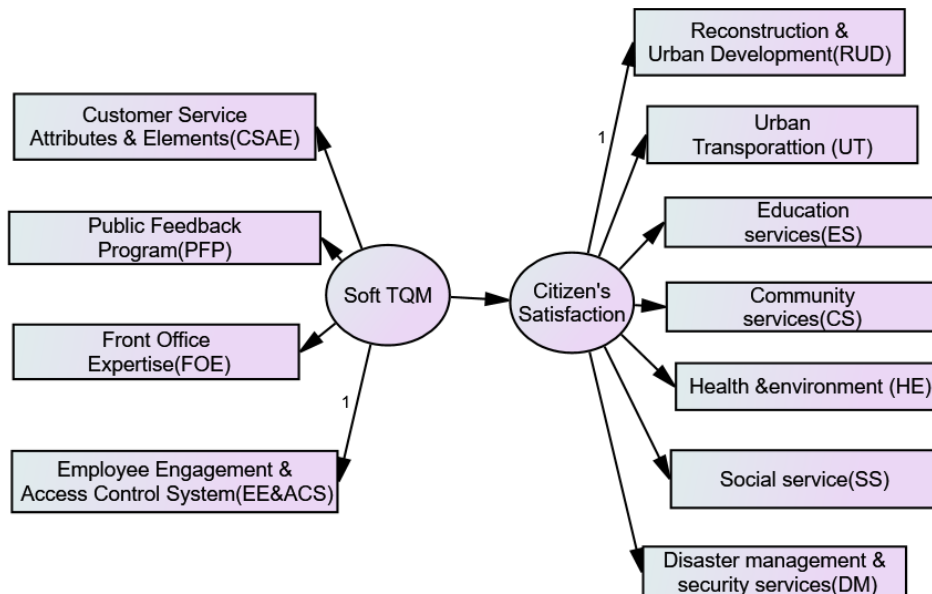 Customer Service
Attributes & Elements(CSAE)
Public Feedback
Program(PFP)
Front Office
Expertise(FOE)
1
Employee Engagement &
Access Control System(EE&ACS)
Soft TQM
Citizen's
Satisfaction
1
Reconstruction &
Urban Development(RUD)
Urban
Transporattion (UT)
Education
services(ES)
Community
services(CS)
Health &environment (HE)
Social service(SS)
Disaster management &
security services(DM)